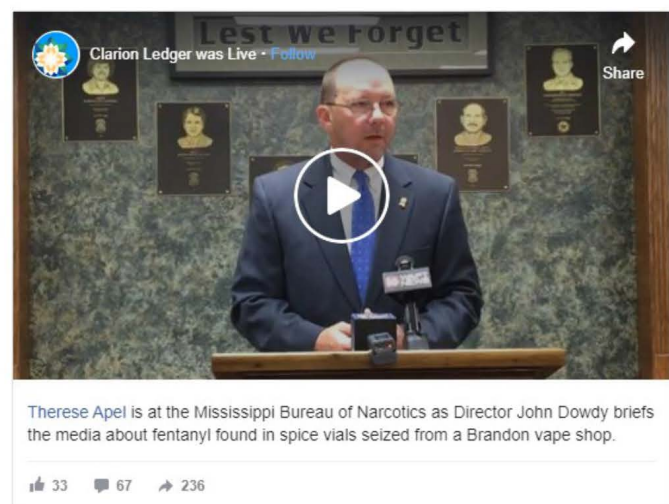 Lest We Forget
Clarion Ledger was Live · Follow
Share
Therese Apel is at the Mississippi Bureau of Narcotics as Director John Dowdy briefs
the media about fentanyl found in spice vials seized from a Brandon vape shop.
33 67 236